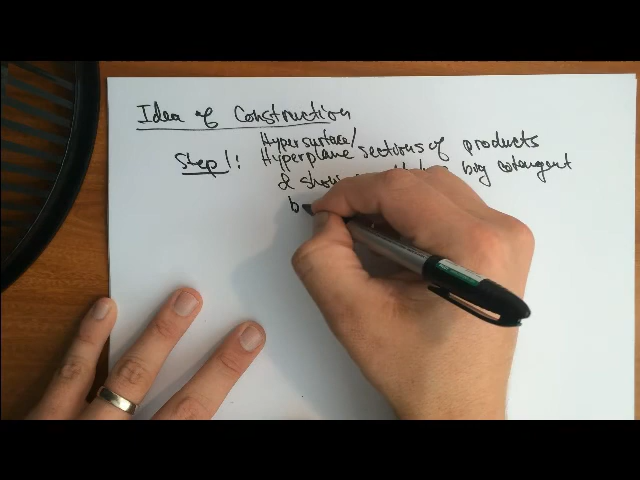 Idea of Construction
Hypersurface/
Step 1: Hyperplane sections of products
& show big cotangent
b